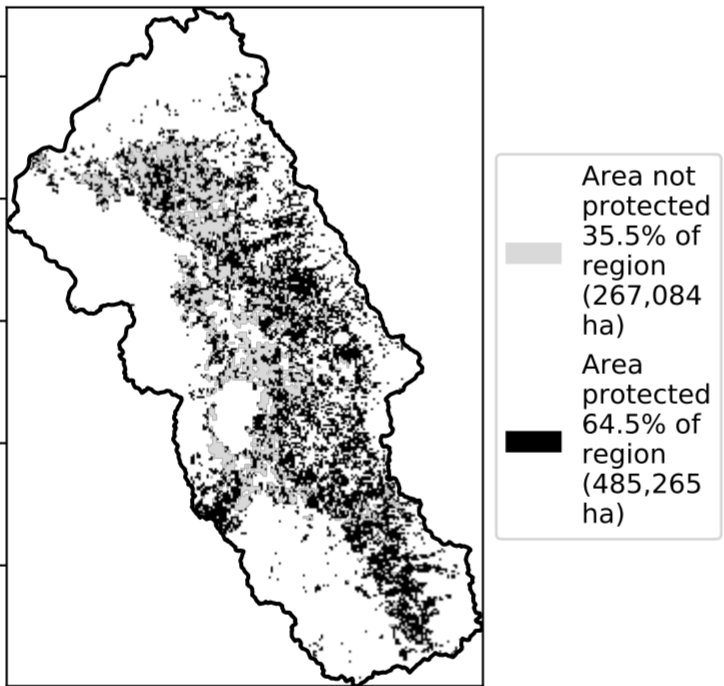 Area not
protected
35.5% of
region
(267,084
ha)
Area
protected
64.5% of
region
(485,265
ha)